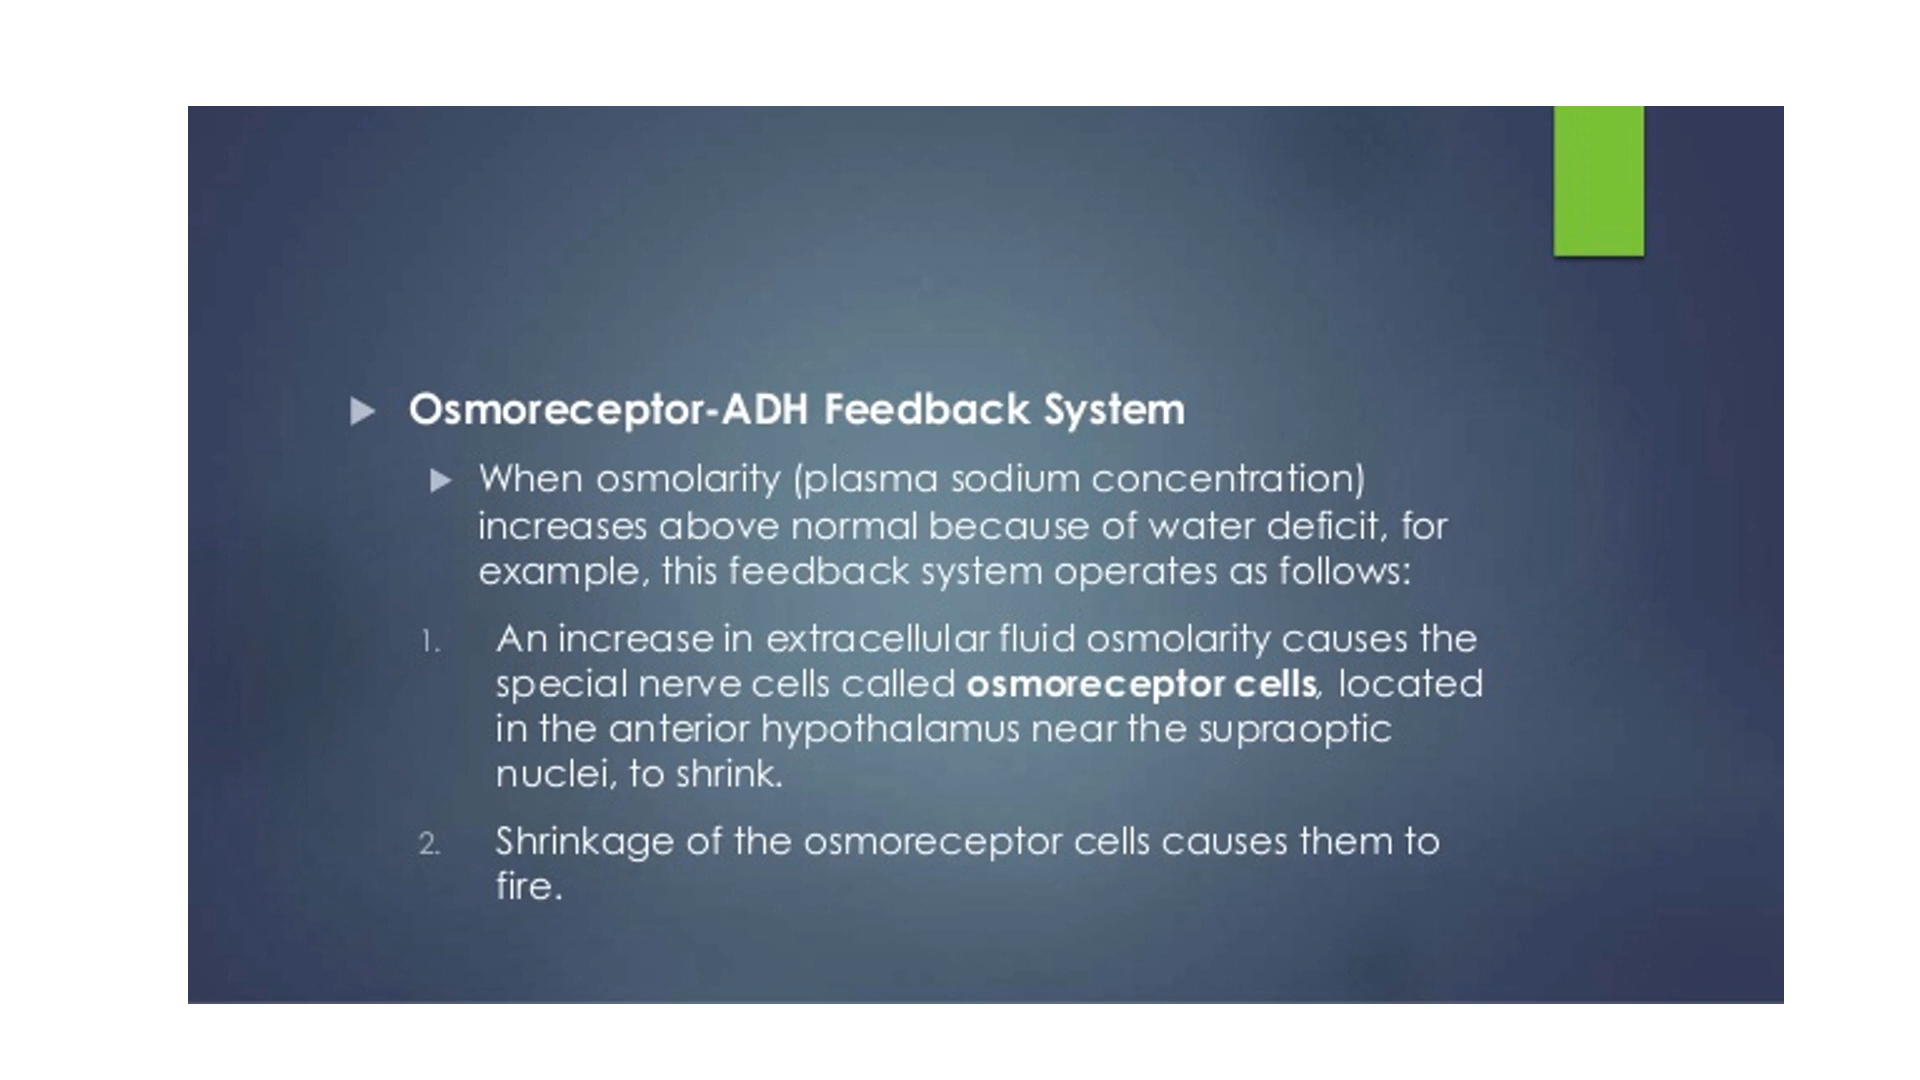 Osmoreceptor-ADH Feedback System
When osmolarity (plasma sodium concentration)
increases above normal because of water deficit, for
example, this feedback system operates as follows:
1. An increase in extracellular fluid osmolarity causes the
special nerve cells called osmoreceptor cells, located
in the anterior hypothalamus near the supraoptic
nuclei, to shrink.
2. Shrinkage of the osmoreceptor cells causes them to
fire.